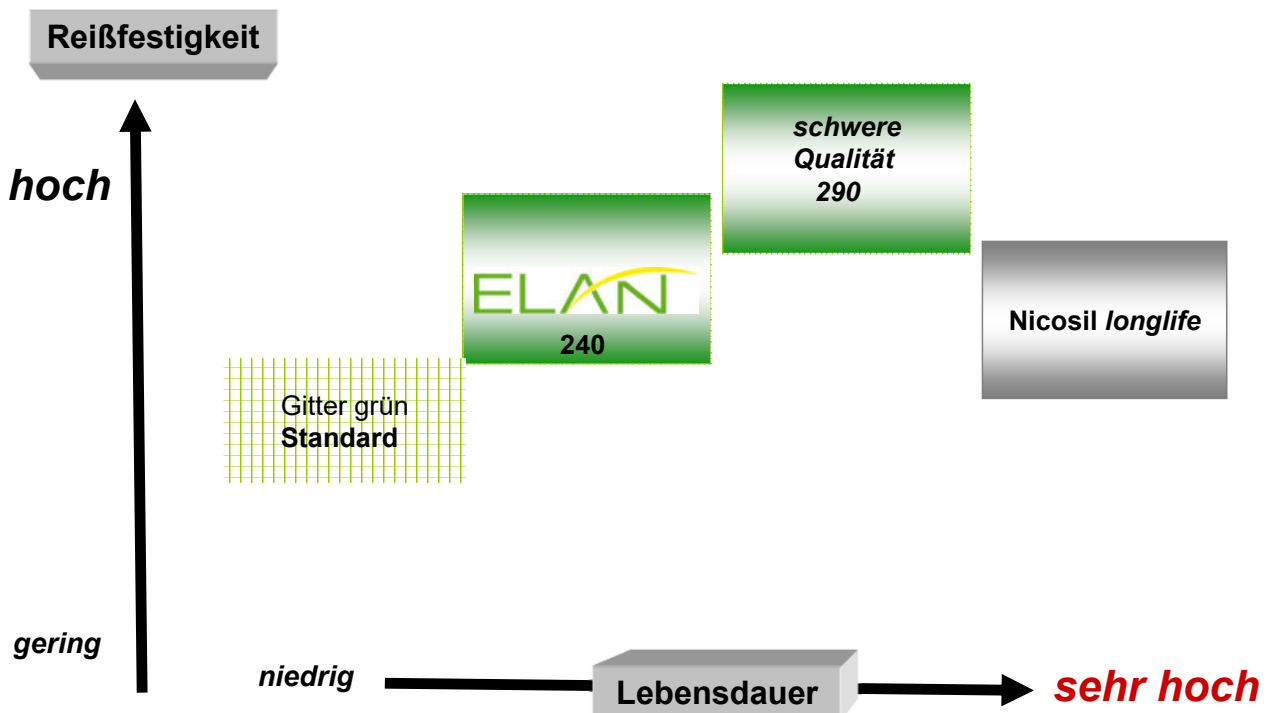 Reißfestigkeit
hoch
schwere
Qualität
290
ELAN
240
Nicosil longlife
Gitter grün
Standard
gering
niedrig
Lebensdauer
sehr hoch